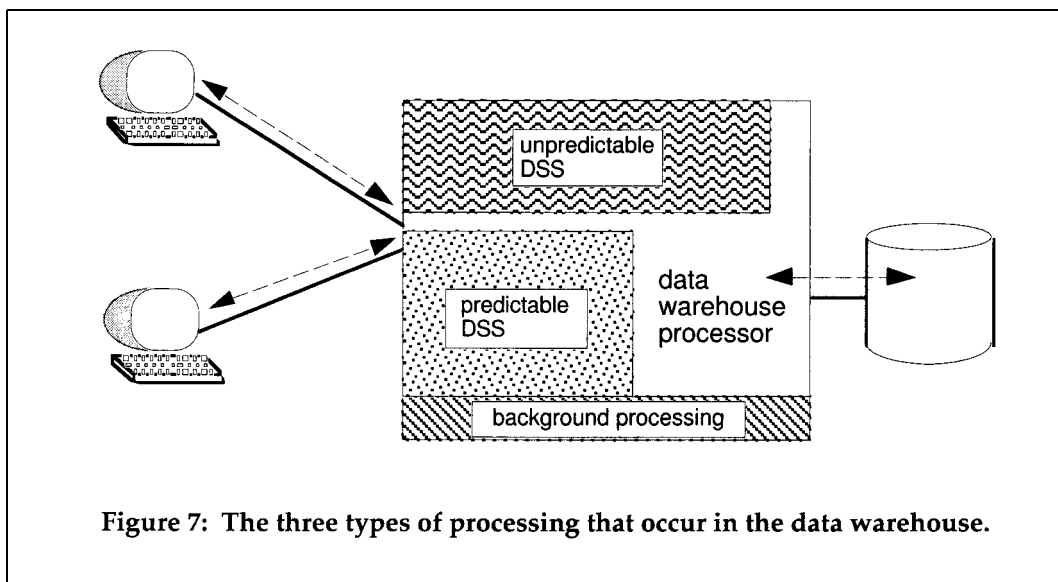 unpredictable
DSS
predictable
DSS
data
warehouse
processor
background processing
Figure 7: The three types of processing that occur in the data warehouse.